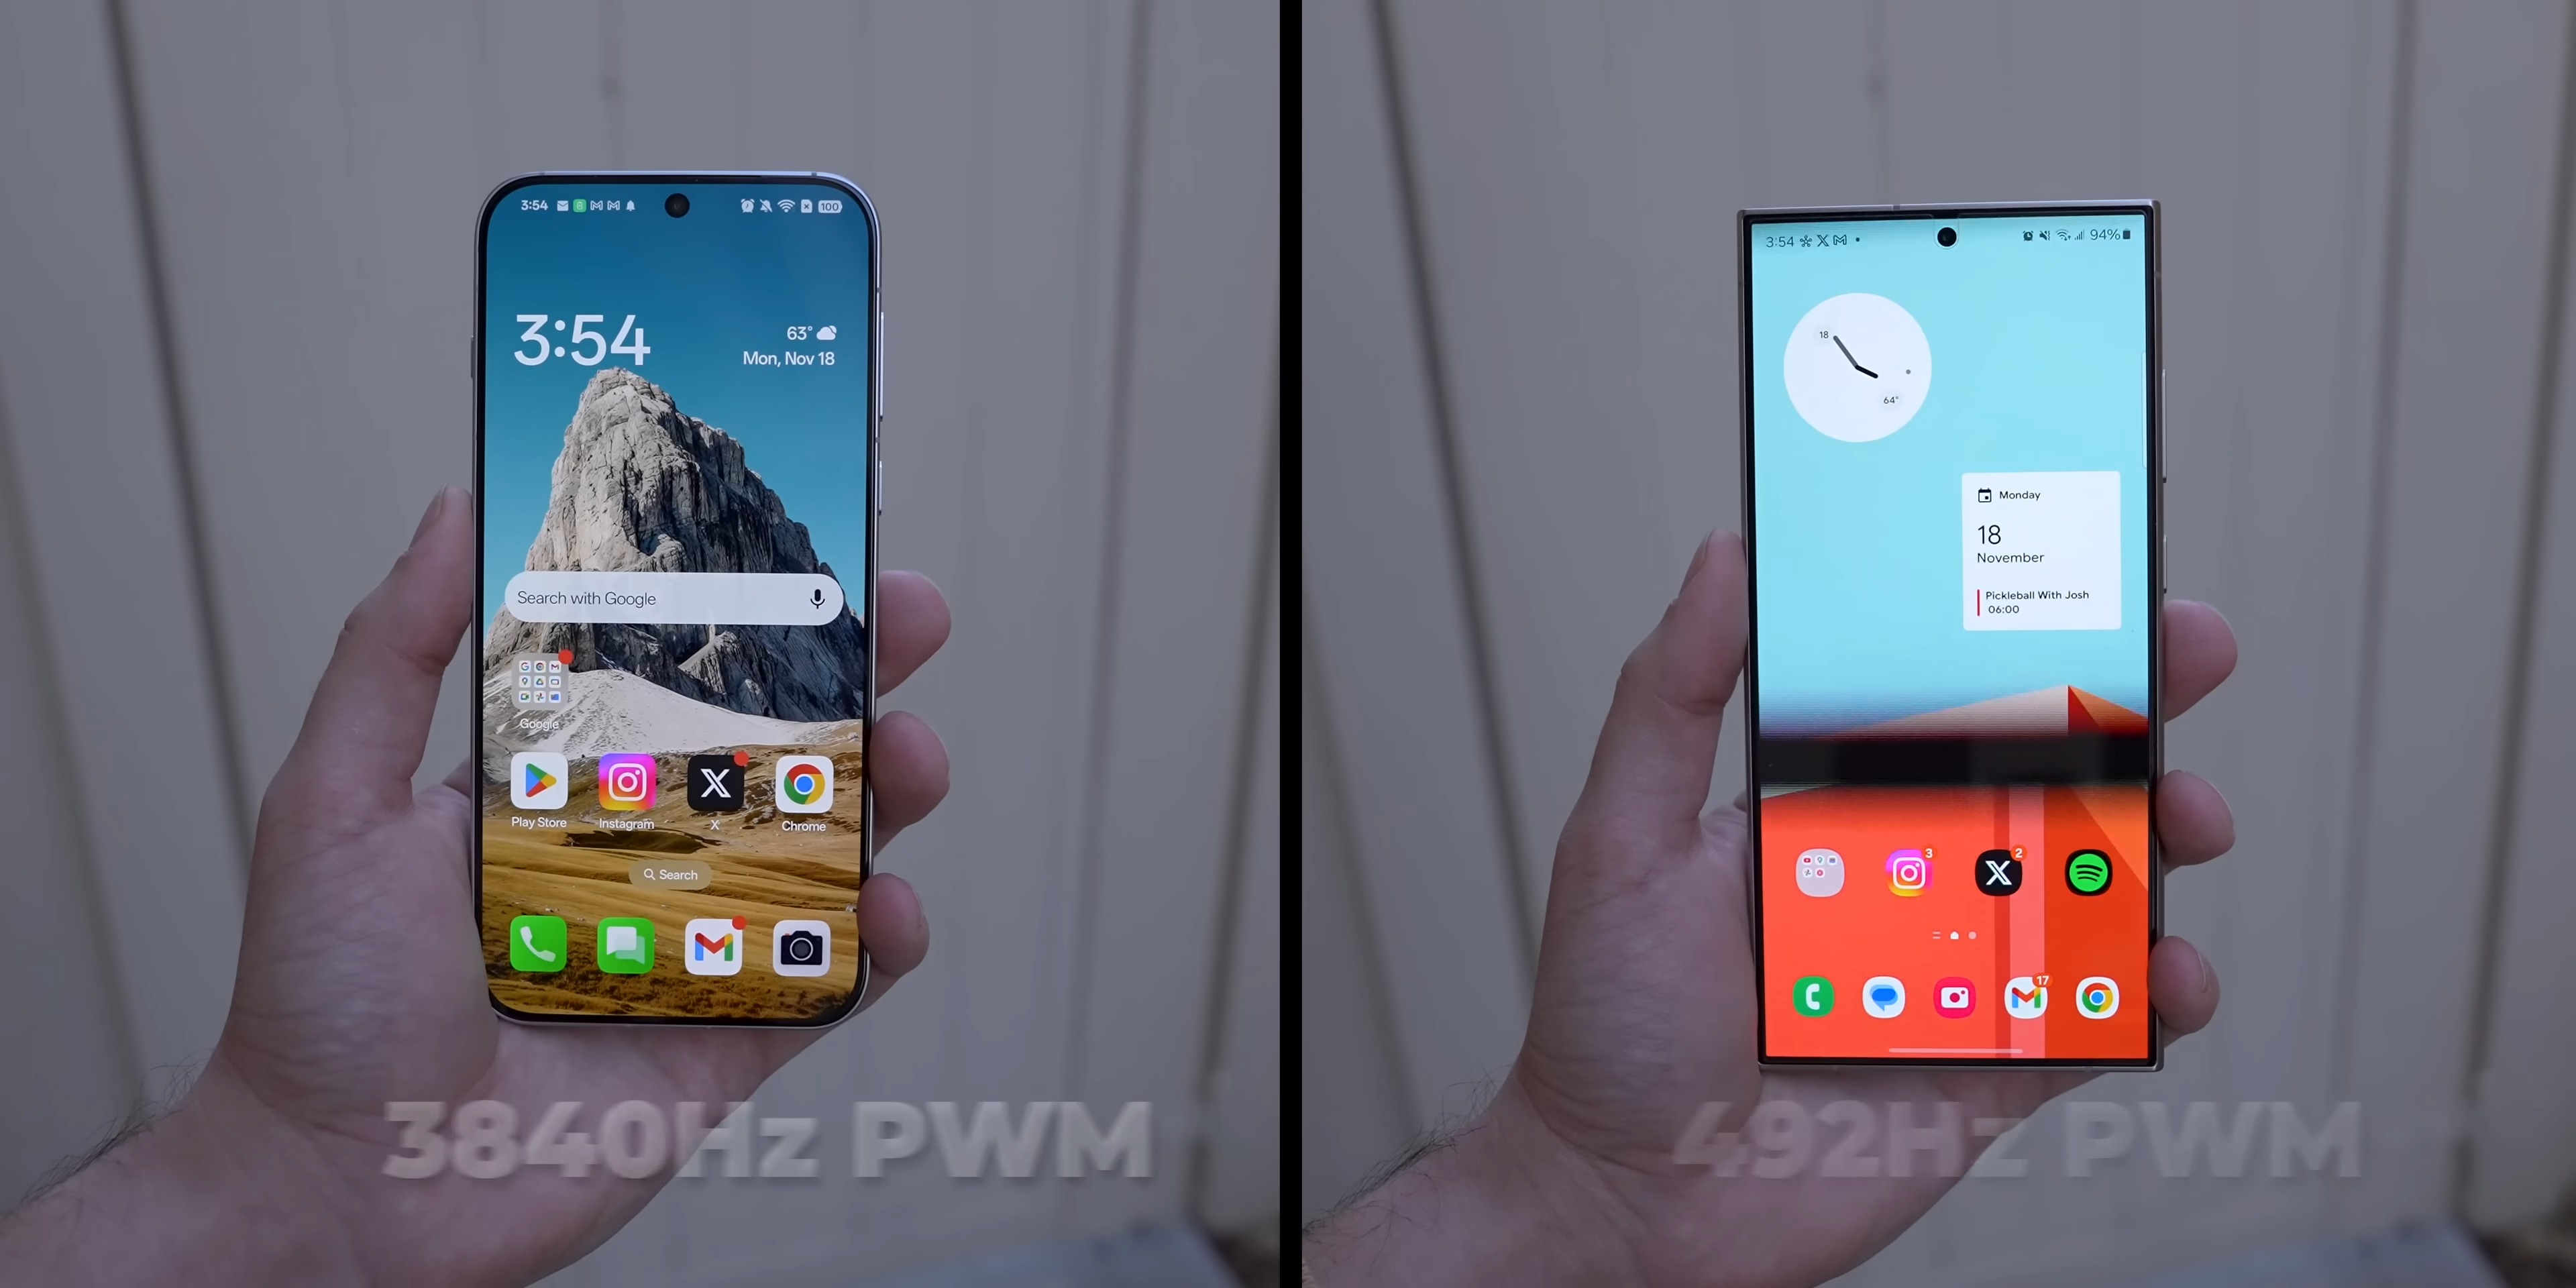 3:54
100
3:54
63°
Mon, Nov 18
Search with Google
Google
Play Store
Instagram
X
Chrome
Search
3840Hz PWM
3:54
94%
18
64°
Monday
18
November
Pickleball With Josh
06:00
3
2
17
492Hz PWM